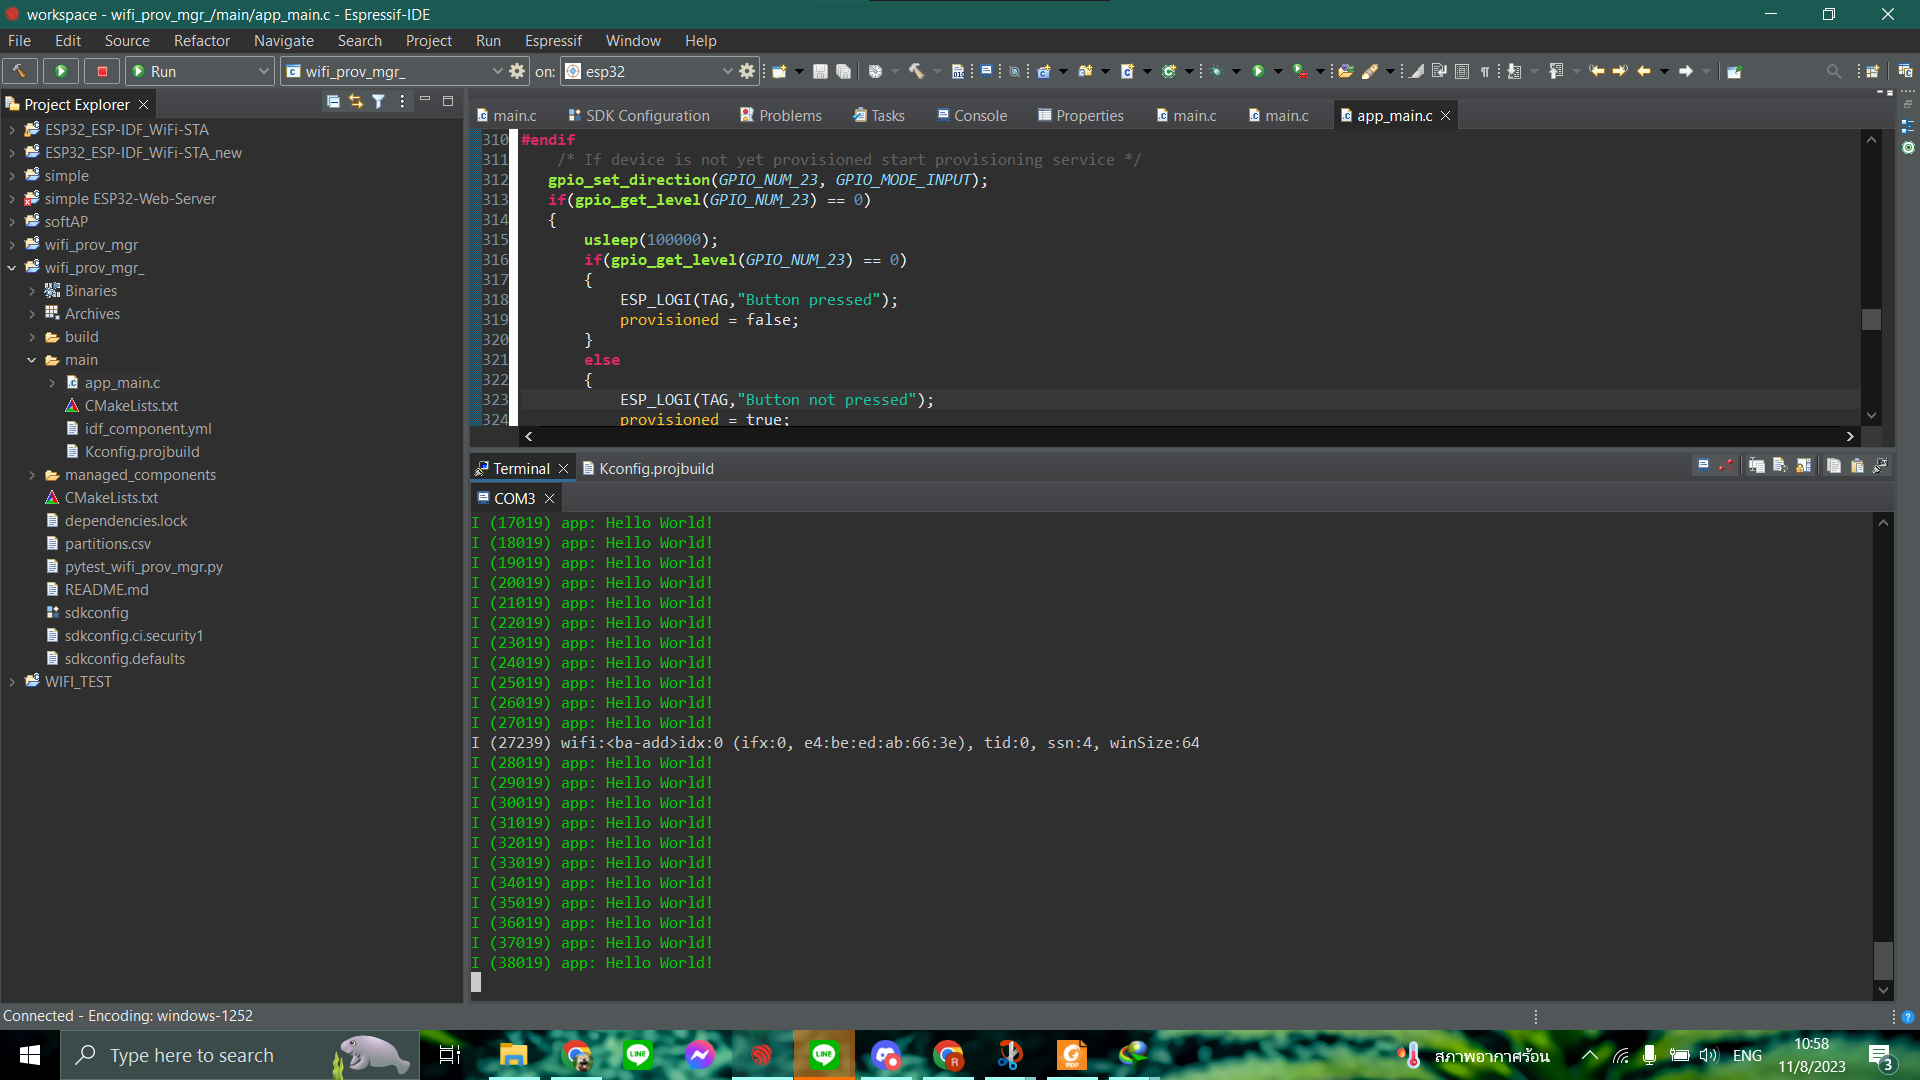 workspace - wifi_prov_mgr_/main/app_main.c - Espressif-IDE
File Edit Source Refactor Navigate Search Project Run Espressif Window Help
Run wifi_prov_mgr_ on: esp32
Project Explorer
ESP32_ESP-IDF_WiFi-STA
ESP32_ESP-IDF_WiFi-STA_new
simple
simple ESP32-Web-Server
softAP
wifi_prov_mgr
wifi_prov_mgr_
Binaries
Archives
build
main
app_main.c
CMakeLists.txt
idf_component.yml
Kconfig.projbuild
managed_components
CMakeLists.txt
dependencies.lock
partitions.csv
pytest_wifi_prov_mgr.py
README.md
sdkconfig
sdkconfig.ci.security1
sdkconfig.defaults
WIFI_TEST
main.c SDK Configuration Problems Tasks Console Properties main.c main.c app_main.c
310 #endif
311 /* If device is not yet provisioned start provisioning service */
312 gpio_set_direction(GPIO_NUM_23, GPIO_MODE_INPUT);
313 if(gpio_get_level(GPIO_NUM_23) == 0)
314 {
315 usleep(100000);
316 if(gpio_get_level(GPIO_NUM_23) == 0)
317 {
318 ESP_LOGI(TAG,"Button pressed");
319 provisioned = false;
320 }
321 else
322 {
323 ESP_LOGI(TAG,"Button not pressed");
324 provisioned = true;
Terminal Kconfig.projbuild
COM3
I (17019) app: Hello World!
I (18019) app: Hello World!
I (19019) app: Hello World!
I (20019) app: Hello World!
I (21019) app: Hello World!
I (22019) app: Hello World!
I (23019) app: Hello World!
I (24019) app: Hello World!
I (25019) app: Hello World!
I (26019) app: Hello World!
I (27019) app: Hello World!
I (27239) wifi:<ba-add>idx:0 (ifx:0, e4:be:ed:ab:66:3e), tid:0, ssn:4, winSize:64
I (28019) app: Hello World!
I (29019) app: Hello World!
I (30019) app: Hello World!
I (31019) app: Hello World!
I (32019) app: Hello World!
I (33019) app: Hello World!
I (34019) app: Hello World!
I (35019) app: Hello World!
I (36019) app: Hello World!
I (37019) app: Hello World!
I (38019) app: Hello World!
Connected - Encoding: windows-1252
Type here to search
สภาพอากาศร้อน
ENG
10:58
11/8/2023
3